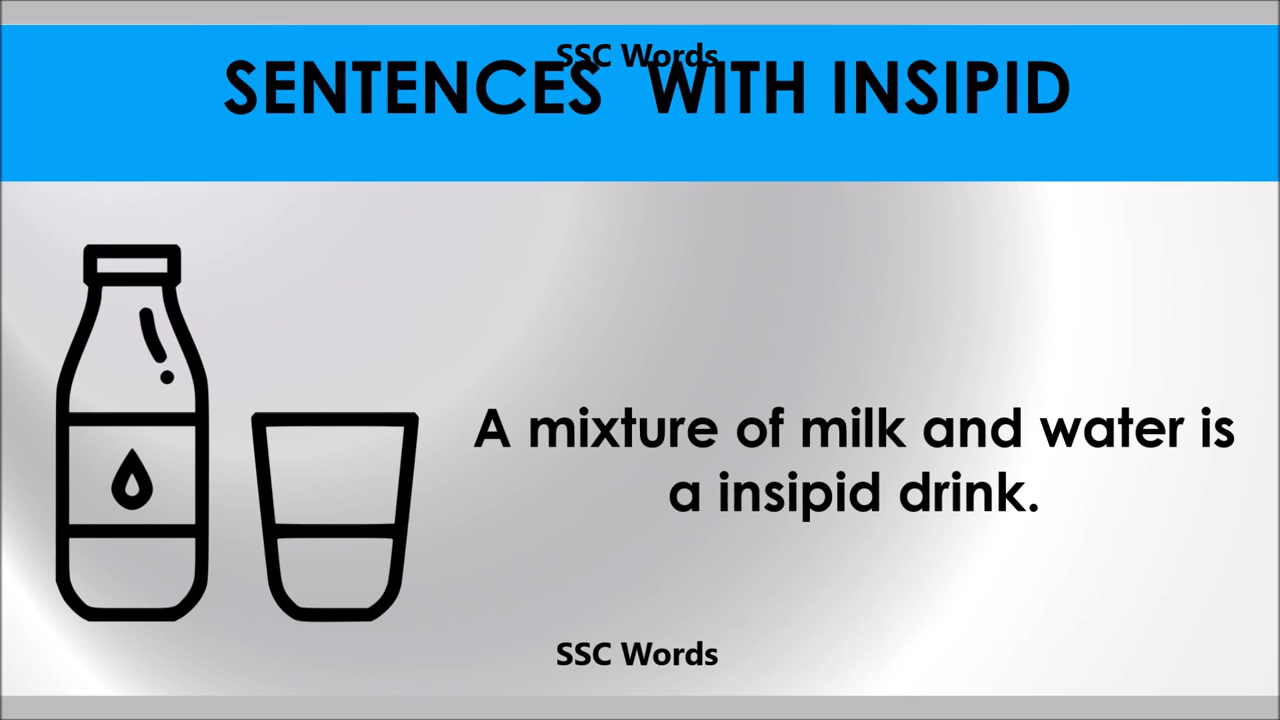 SSC Words
SENTENCES WITH INSIPID
A mixture of milk and water is
a insipid drink.
SSC Words